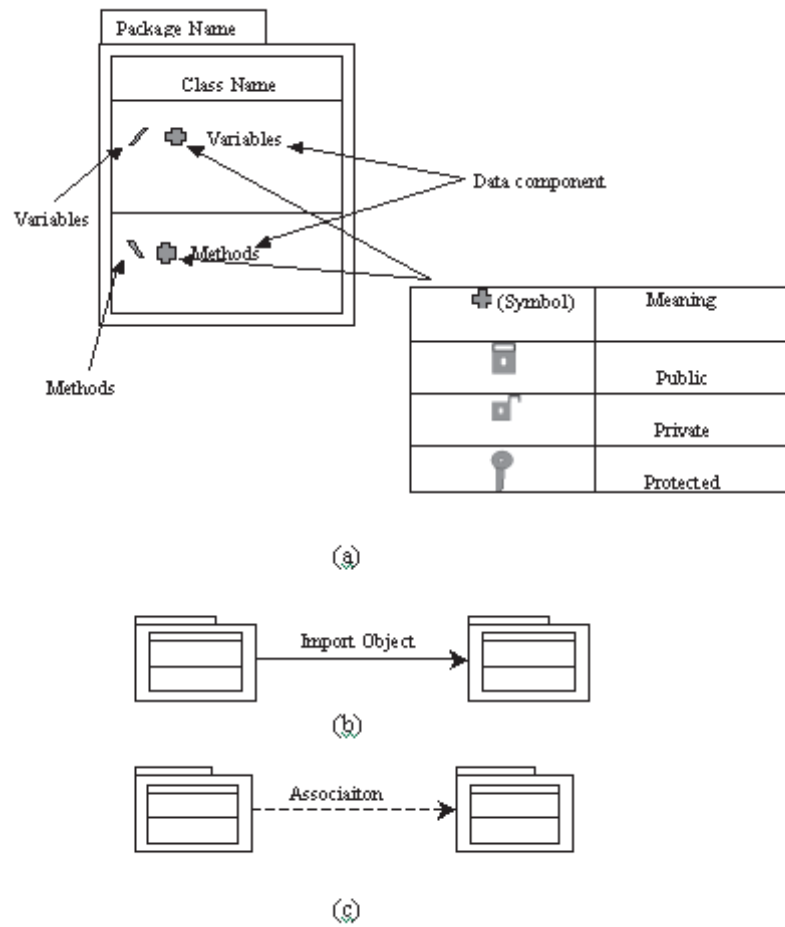 Package Name
Class Name
Variables
Data component
Variables
Methods
(Symbol) Meaning
Public
Methods
Private
Protected
(a)
Import Object
(b)
Associaiton
(c)